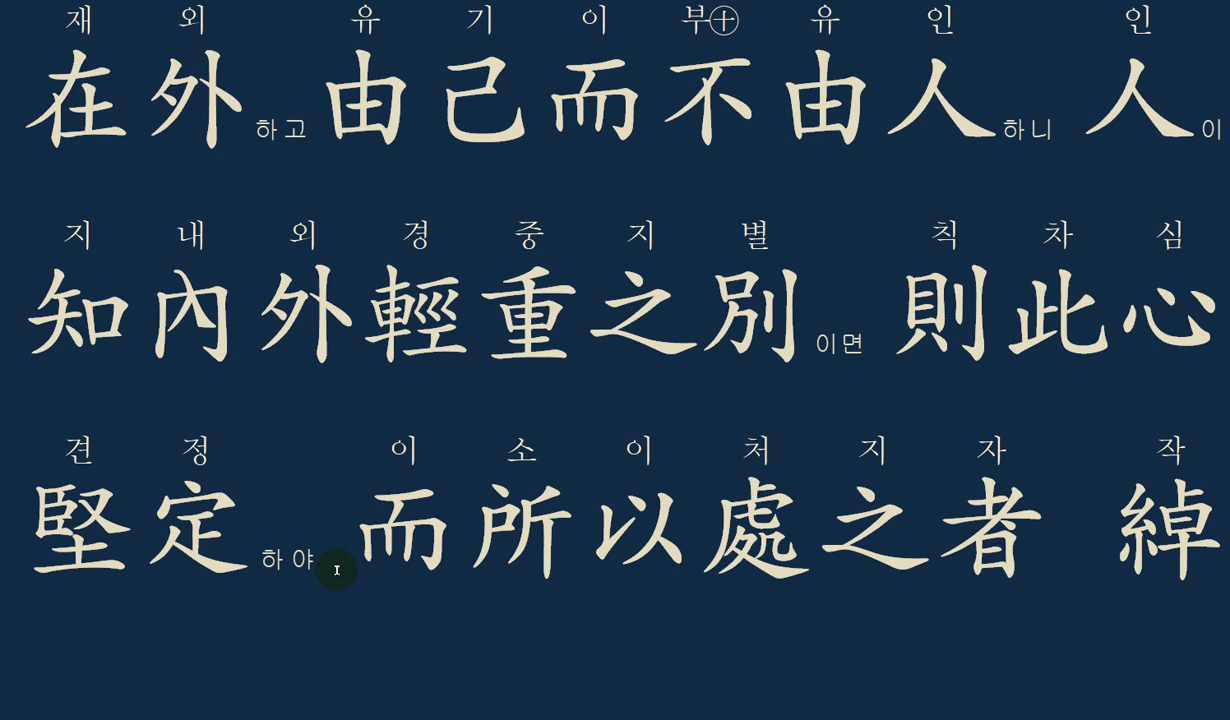 재 외 유 기 이 부㊉ 유 인 인
在外하고 由己而不由人하니 人이
지 내 외 경 중 지 별 칙 차 심
知內外輕重之別이면 則此心
견 정 이 소 이 처 지 자 작
堅定하야 而所以處之者 綽